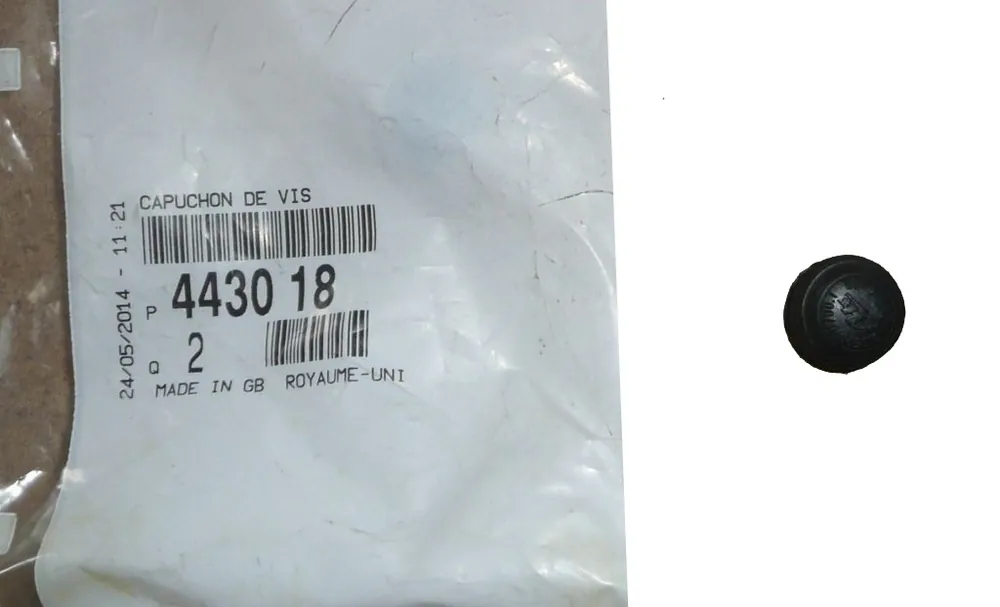 CAPUCHON DE VIS
24/05/2014 - 11:21
P 4430 18
Q 2
MADE IN GB ROYAUME-UNI